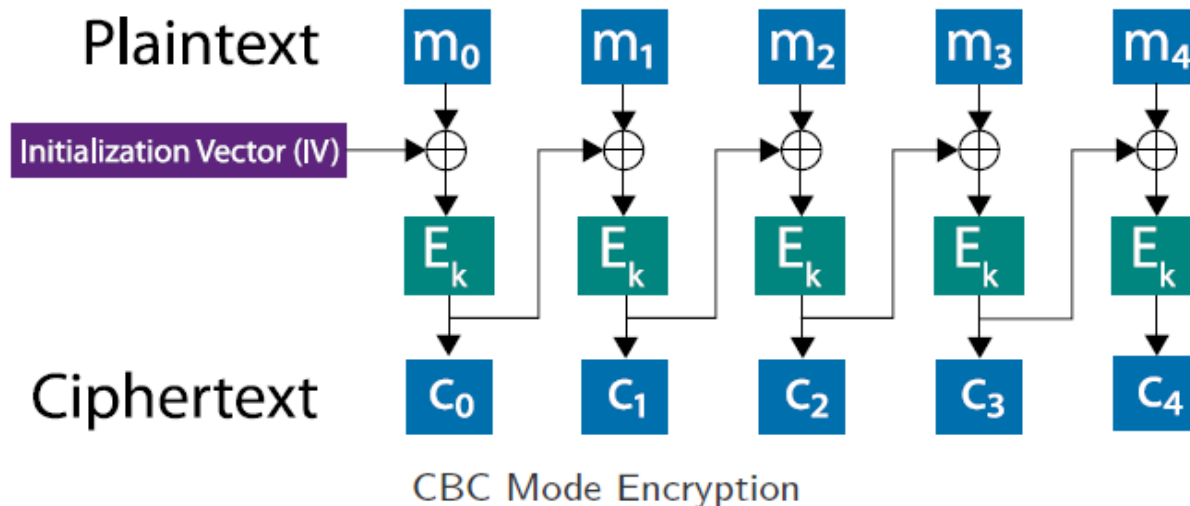 Plaintext m₀ m₁ m₂ m₃ m₄
Initialization Vector (IV)
Eₖ Eₖ Eₖ Eₖ Eₖ
Ciphertext c₀ c₁ c₂ c₃ c₄
CBC Mode Encryption